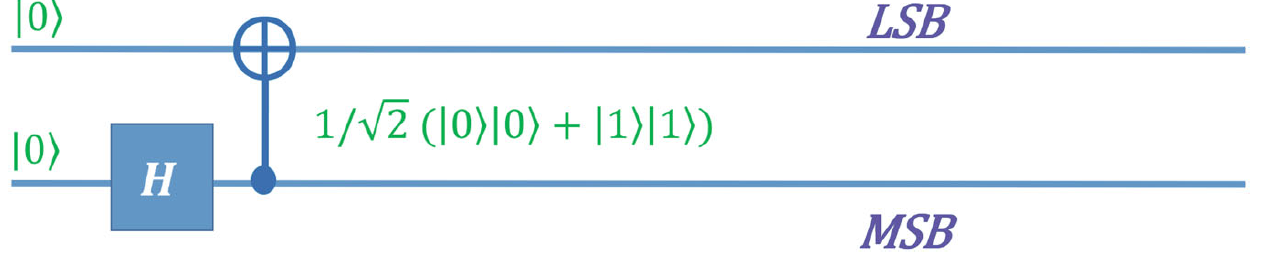 |0⟩
LSB
1/√2 (|0⟩|0⟩ + |1⟩|1⟩)
|0⟩
H
MSB